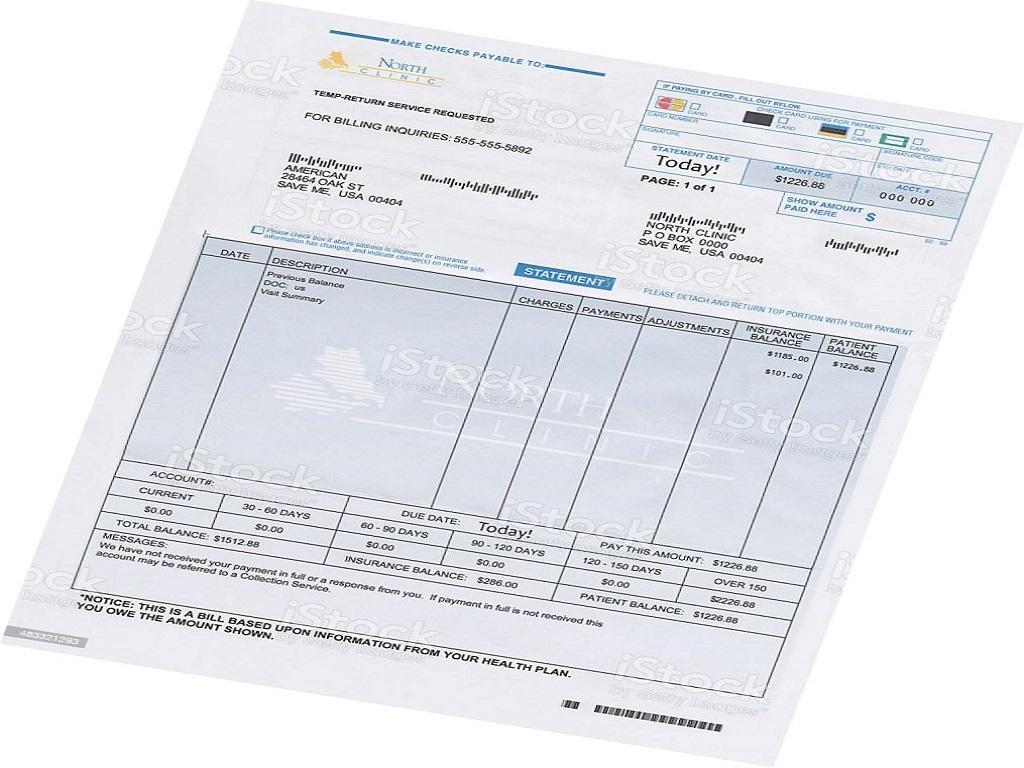 MAKE CHECKS PAYABLE TO:
NORTH
CLINIC
TEMP-RETURN SERVICE REQUESTED
FOR BILLING INQUIRIES: 555-555-5892
AMERICAN
28464 OAK ST
SAVE ME, USA 00404
IF PAYING BY CARD, FILL OUT BELOW.
CHECK CARD USING FOR PAYMENT
CARD CARD CARD CARD
CARD NUMBER
SIGNATURE CODE
SIGNATURE
EXP. DATE
STATEMENT DATE
Today!
AMOUNT DUE
$1226.88
ACCT. #
000 000
PAGE: 1 of 1
SHOW AMOUNT
PAID HERE $
NORTH CLINIC
P O BOX 0000
SAVE ME, USA 00404
Please check box if above address is incorrect or insurance
information has changed, and indicate change(s) on reverse side.
STATEMENT
PLEASE DETACH AND RETURN TOP PORTION WITH YOUR PAYMENT
DATE DESCRIPTION CHARGES PAYMENTS ADJUSTMENTS INSURANCE BALANCE PATIENT BALANCE
Previous Balance $1185.00 $1226.88
DOC: us $101.00
Visit Summary
NORTH
CLINIC
ACCOUNT#: DUE DATE: Today! PAY THIS AMOUNT: $1226.88
CURRENT 30 - 60 DAYS 60 - 90 DAYS 90 - 120 DAYS 120 - 150 DAYS OVER 150
$0.00 $0.00 $0.00 $0.00 $0.00 $2226.88
TOTAL BALANCE: $1512.88 INSURANCE BALANCE: $286.00 PATIENT BALANCE: $1226.88
MESSAGES:
We have not received your payment in full or a response from you. If payment in full is not received this
account may be referred to a Collection Service.
*NOTICE: THIS IS A BILL BASED UPON INFORMATION FROM YOUR HEALTH PLAN.
YOU OWE THE AMOUNT SHOWN.
483321293
iStock
by Getty Images™